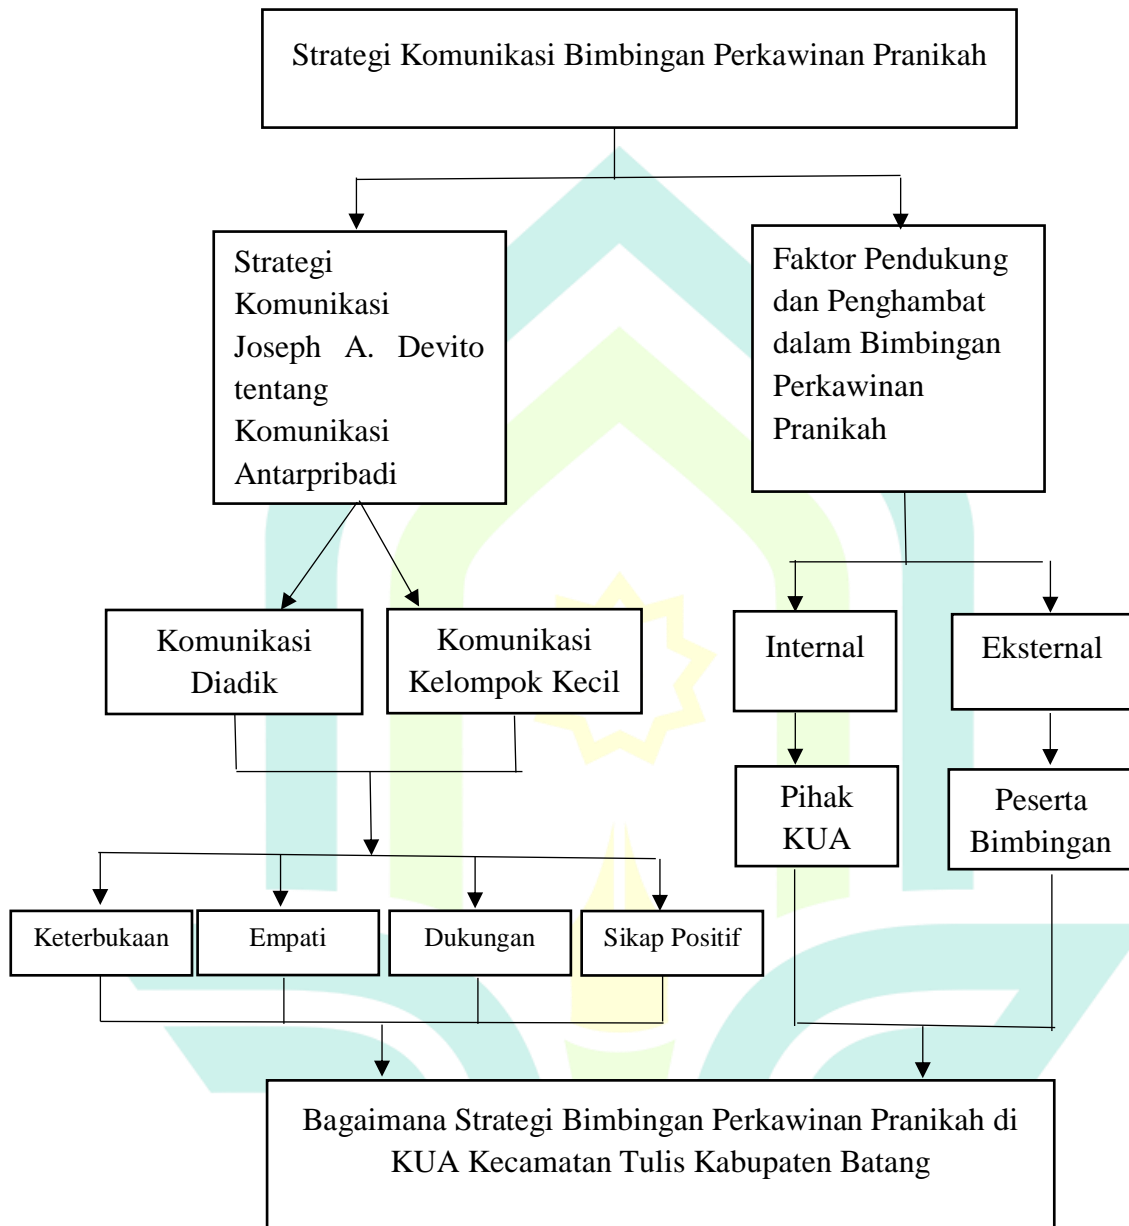 Strategi Komunikasi Bimbingan Perkawinan Pranikah
Strategi
Komunikasi
Joseph A. Devito
tentang
Komunikasi
Antarpribadi
Faktor Pendukung
dan Penghambat
dalam Bimbingan
Perkawinan
Pranikah
Komunikasi
Diadik
Komunikasi
Kelompok Kecil
Internal
Eksternal
Pihak
KUA
Peserta
Bimbingan
Keterbukaan
Empati
Dukungan
Sikap Positif
Bagaimana Strategi Bimbingan Perkawinan Pranikah di
KUA Kecamatan Tulis Kabupaten Batang